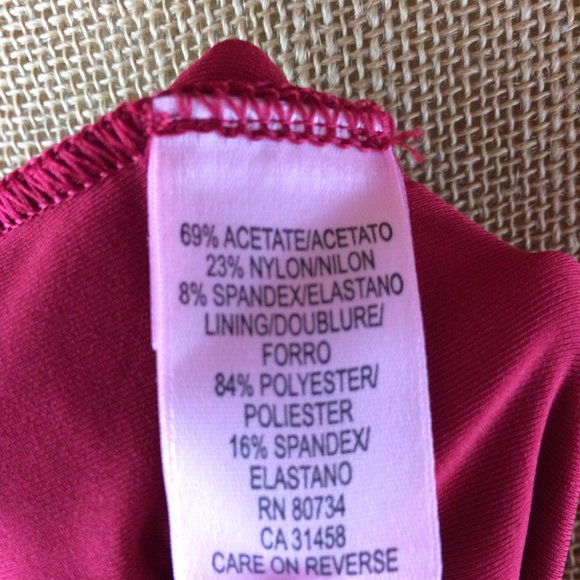 69% ACETATE/ACETATO
23% NYLON/NILON
8% SPANDEX/ELASTANO
LINING/DOUBLURE/
FORRO
84% POLYESTER/
POLIESTER
16% SPANDEX/
ELASTANO
RN 80734
CA 31458
CARE ON REVERSE